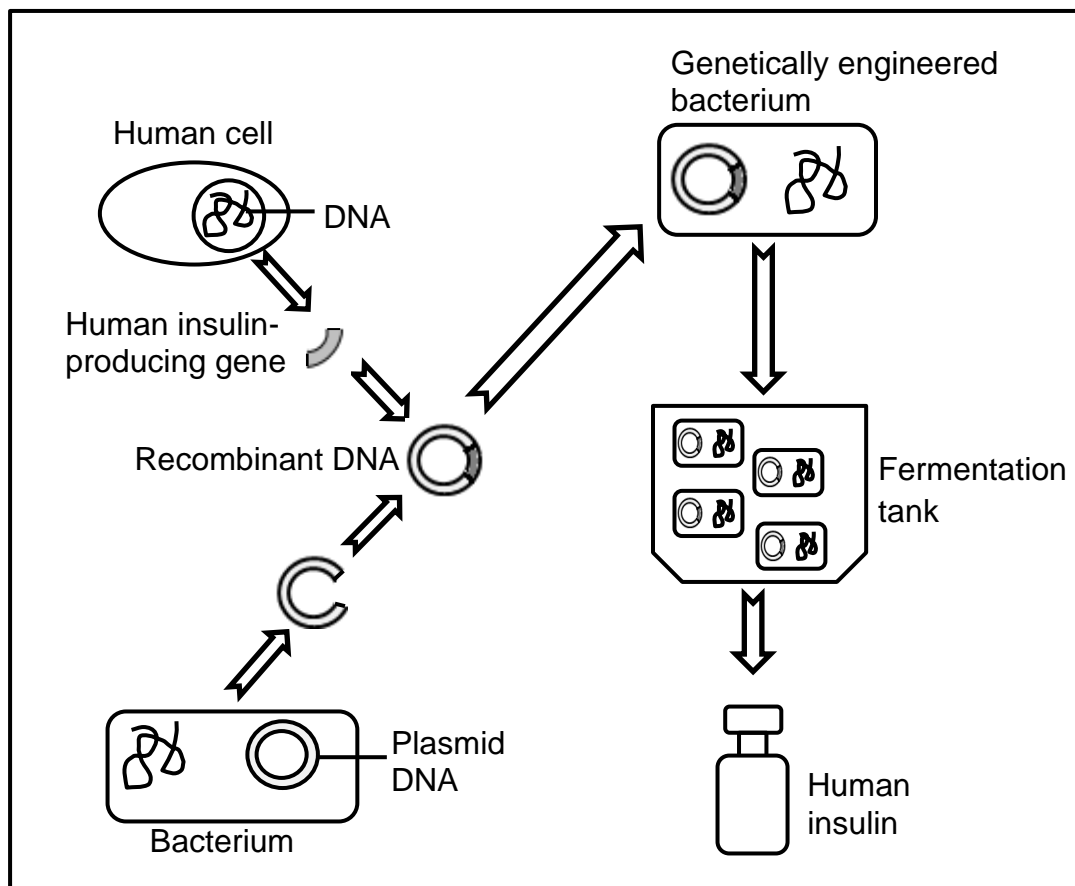 Human cell
DNA
Human insulin-
producing gene
Recombinant DNA
Plasmid
DNA
Bacterium
Genetically engineered
bacterium
Fermentation
tank
Human
insulin